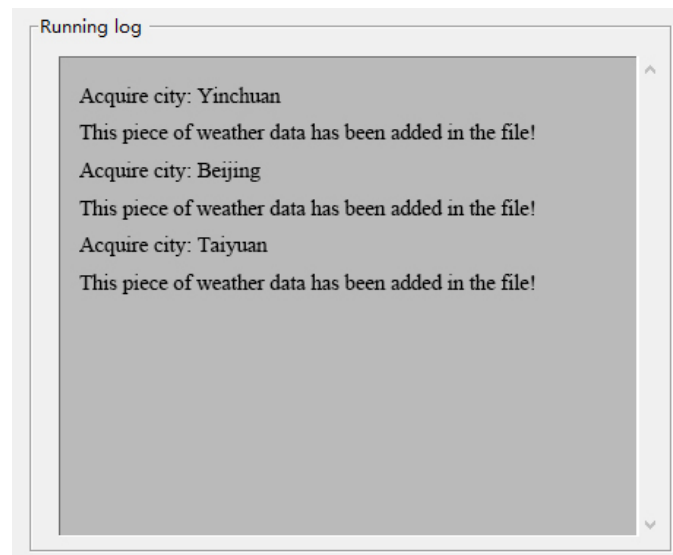 Running log
Acquire city: Yinchuan
This piece of weather data has been added in the file!
Acquire city: Beijing
This piece of weather data has been added in the file!
Acquire city: Taiyuan
This piece of weather data has been added in the file!